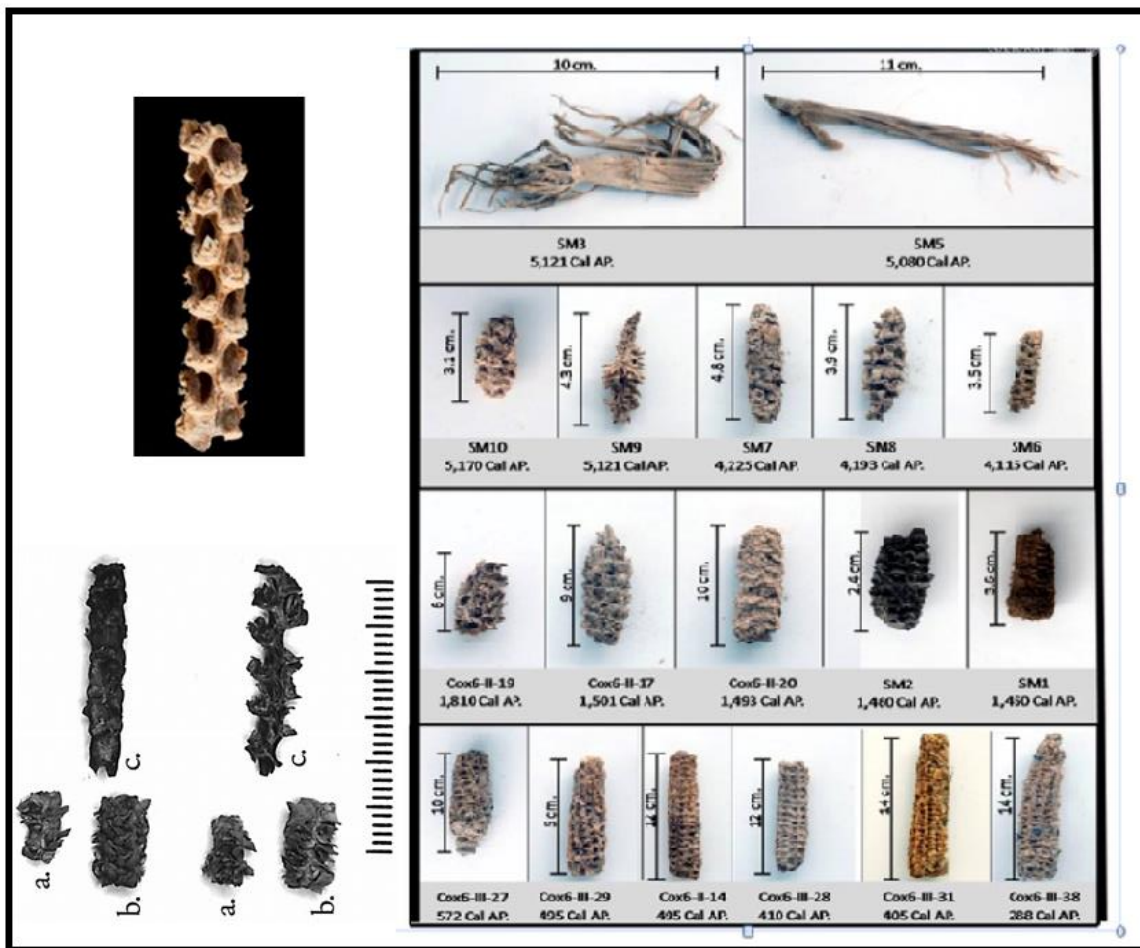 10 cm.
11 cm.
SM3
5,121 Cal AP.
SM5
5,080 Cal AP.
3.1 cm.
4.3 cm.
4.8 cm.
3.9 cm.
3.5 cm.
SM10
5,170 Cal AP.
SM9
5,121 Cal AP.
SM7
4,225 Cal AP.
SM8
4,193 Cal AP.
SM6
4,115 Cal AP.
6 cm.
9 cm.
10 cm.
2.4 cm.
3.6 cm.
Cox6-II-19
1,810 Cal AP.
Cox6-II-17
1,501 Cal AP.
Cox6-II-20
1,493 Cal AP.
SM2
1,460 Cal AP.
SM1
1,450 Cal AP.
10 cm.
cm.
cm.
12 cm.
14 cm.
14 cm.
Cox6-III-27
572 Cal AP.
Cox6-III-29
495 Cal AP.
Cox6-II-14
495 Cal AP.
Cox6-III-28
410 Cal AP.
Cox6-III-31
405 Cal AP.
Cox6-III-38
288 Cal AP.
c.
c.
a.
b.
a.
b.